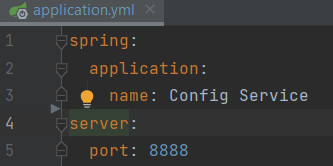 application.yml
1 spring:
2   application:
3     name: Config Service
4 server:
5   port: 8888